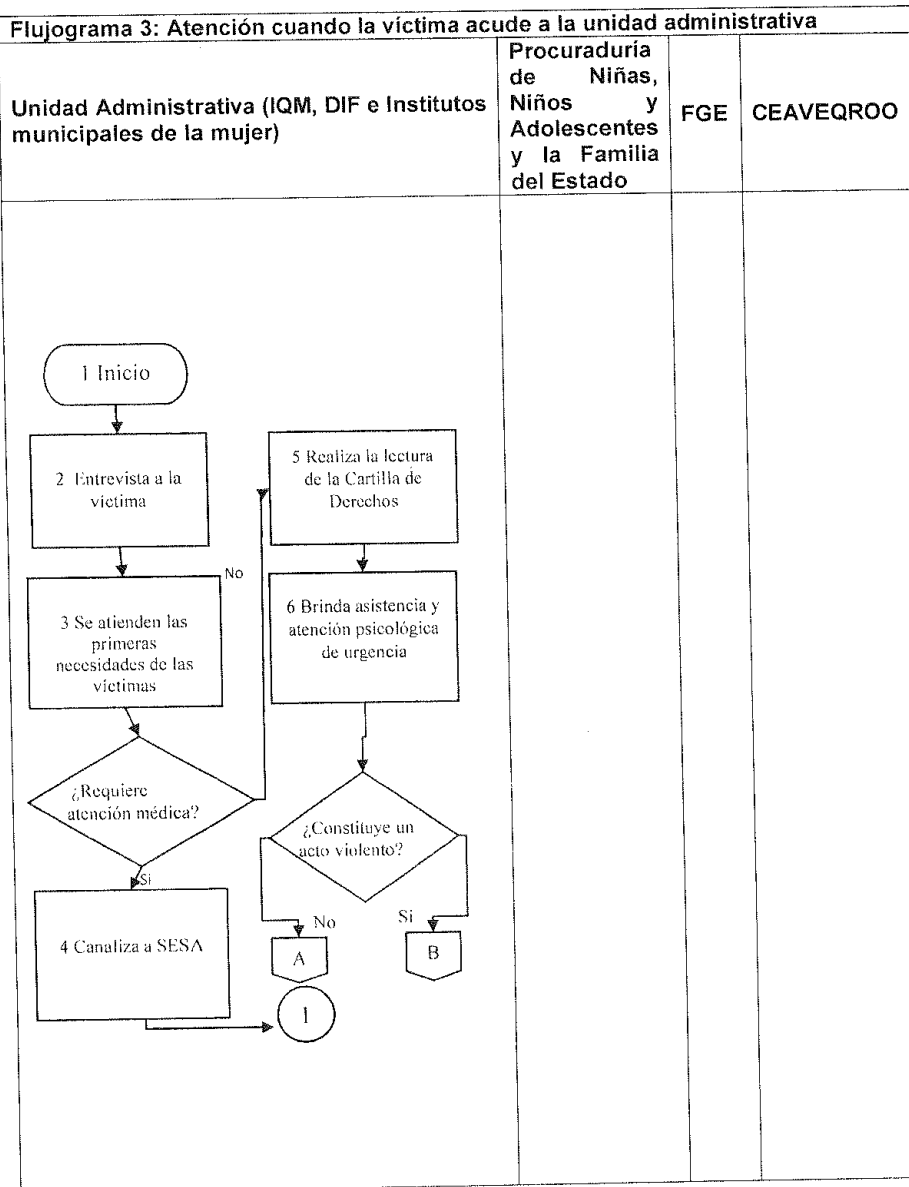 Flujograma 3: Atención cuando la víctima acude a la unidad administrativa
Unidad Administrativa (IQM, DIF e Institutos
municipales de la mujer)
Procuraduría
de Niñas,
Niños y
Adolescentes
y la Familia
del Estado
FGE
CEAVEQROO
1 Inicio
2 Entrevista a la
víctima
3 Se atienden las
primeras
necesidades de las
víctimas
¿Requiere
atención médica?
No
Si
4 Canaliza a SESA
5 Realiza la lectura
de la Cartilla de
Derechos
6 Brinda asistencia y
atención psicológica
de urgencia
¿Constituye un
acto violento?
No
Si
A
B
1